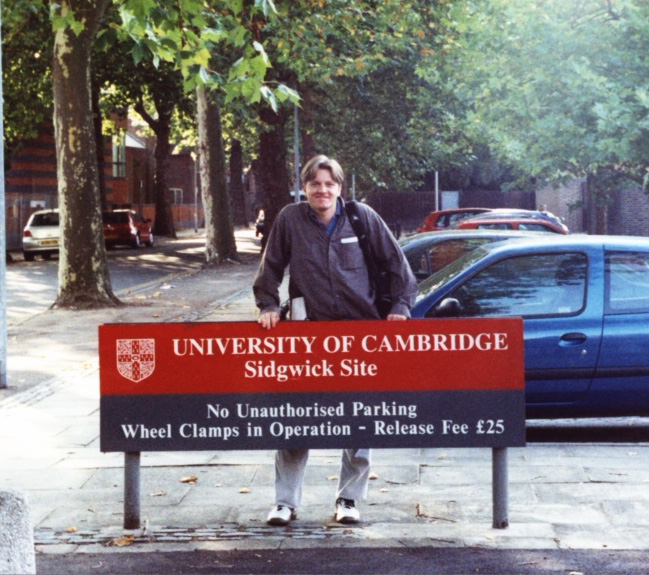 UNIVERSITY OF CAMBRIDGE
Sidgwick Site
No Unauthorised Parking
Wheel Clamps in Operation - Release Fee £25